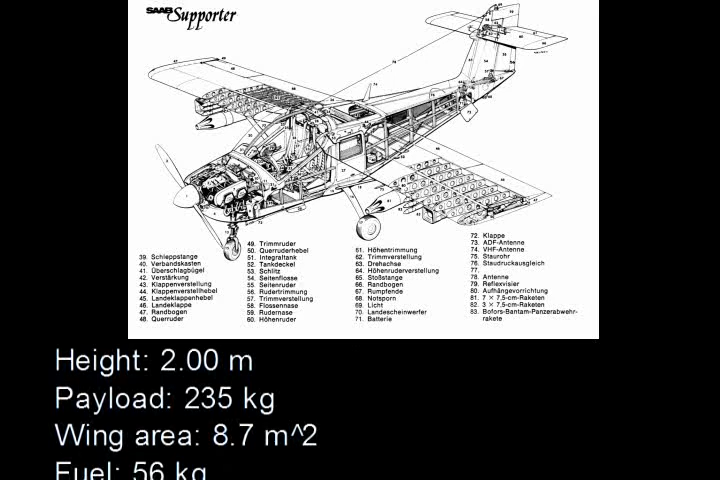 SAAB Supporter
39. Schleppstange
40. Verbandskasten
41. Überschlagbügel
42. Verstärkung
43. Klappenverstellung
44. Klappenverstellhebel
45. Landeklappenhebel
46. Landeklappe
47. Randbogen
48. Querruder
49. Trimmruder
50. Querruderhebel
51. Integraltank
52. Tankdeckel
53. Schlitz
54. Seitenflosse
55. Seitenruder
56. Rudertrimmung
57. Trimmverstellung
58. Flossennase
59. Rudernase
60. Höhenruder
61. Höhentrimmung
62. Trimmverstellung
63. Drehachse
64. Höhenruderverstellung
65. Stoßstange
66. Randbogen
67. Rumpfende
68. Notsporn
69. Licht
70. Landescheinwerfer
71. Batterie
72. Klappe
73. ADF-Antenne
74. VHF-Antenne
75. Staurohr
76. Staudruckausgleich
77.
78. Antenne
79. Reflexvisier
80. Aufhängevorrichtung
81. 7 × 7,5-cm-Raketen
82. 3 × 7,5-cm-Raketen
83. Bofors-Bantam-Panzerabwehr-
rakete
Height: 2.00 m
Payload: 235 kg
Wing area: 8.7 m^2
Fuel: 56 kg